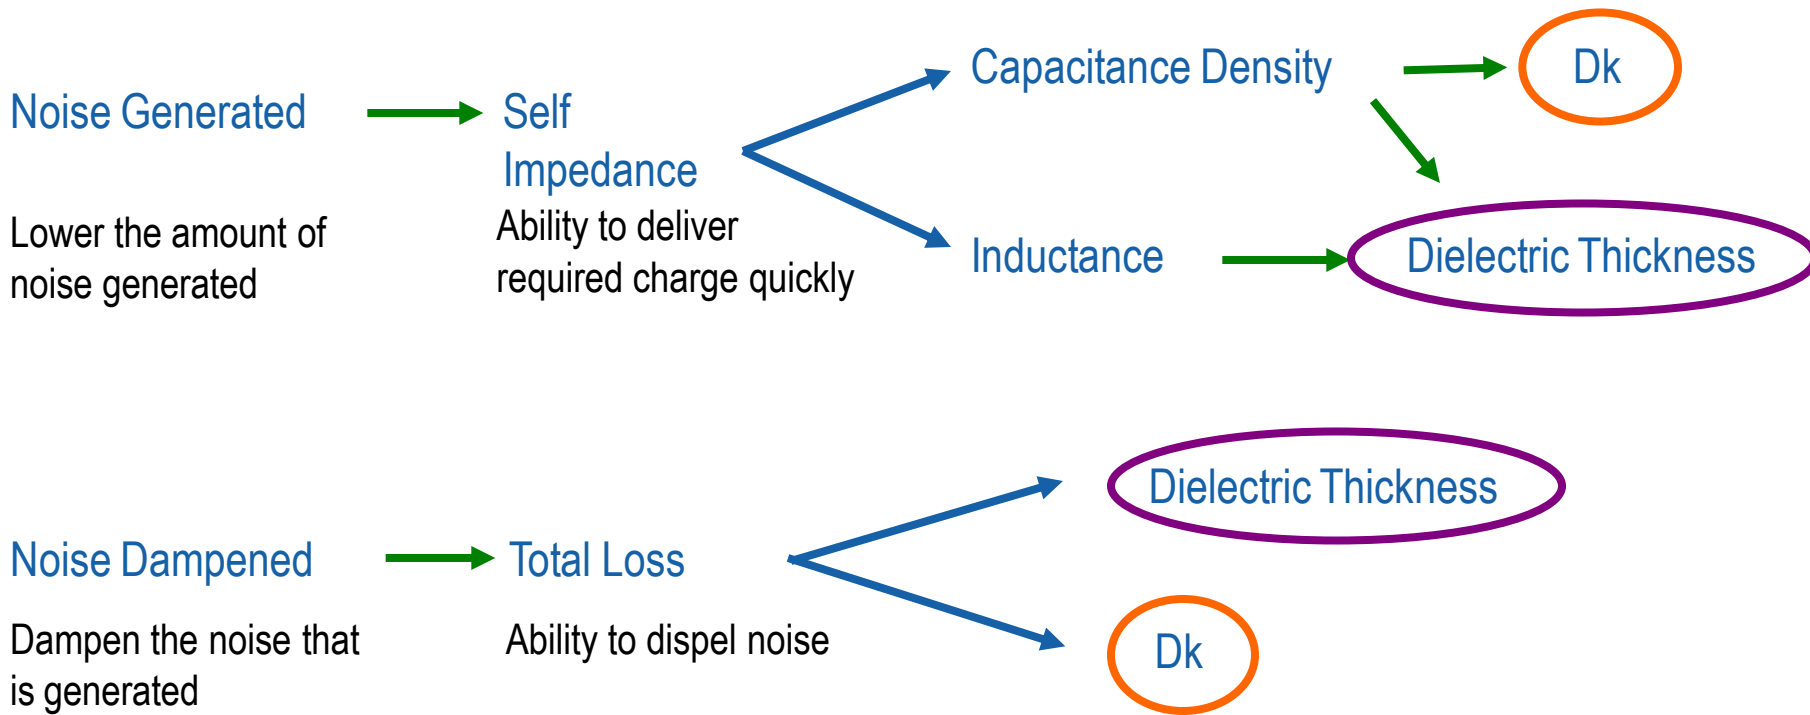 Noise Generated
Self
Impedance
Capacitance Density
Dk
Lower the amount of
noise generated
Ability to deliver
required charge quickly
Inductance
Dielectric Thickness
Dielectric Thickness
Noise Dampened
Total Loss
Dampen the noise that
is generated
Ability to dispel noise
Dk